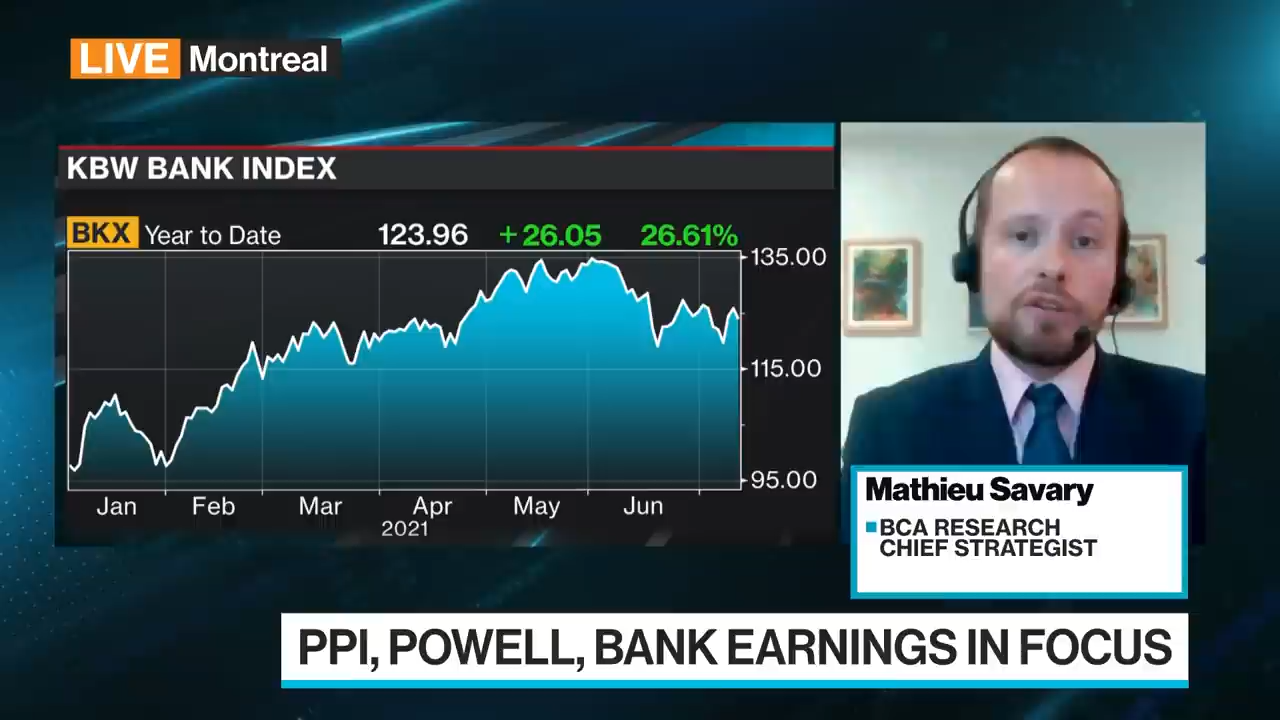 LIVE Montreal
KBW BANK INDEX
BKX Year to Date 123.96 +26.05 26.61%
135.00
115.00
95.00
Jan Feb Mar Apr May Jun
2021
Mathieu Savary
BCA RESEARCH
CHIEF STRATEGIST
PPI, POWELL, BANK EARNINGS IN FOCUS